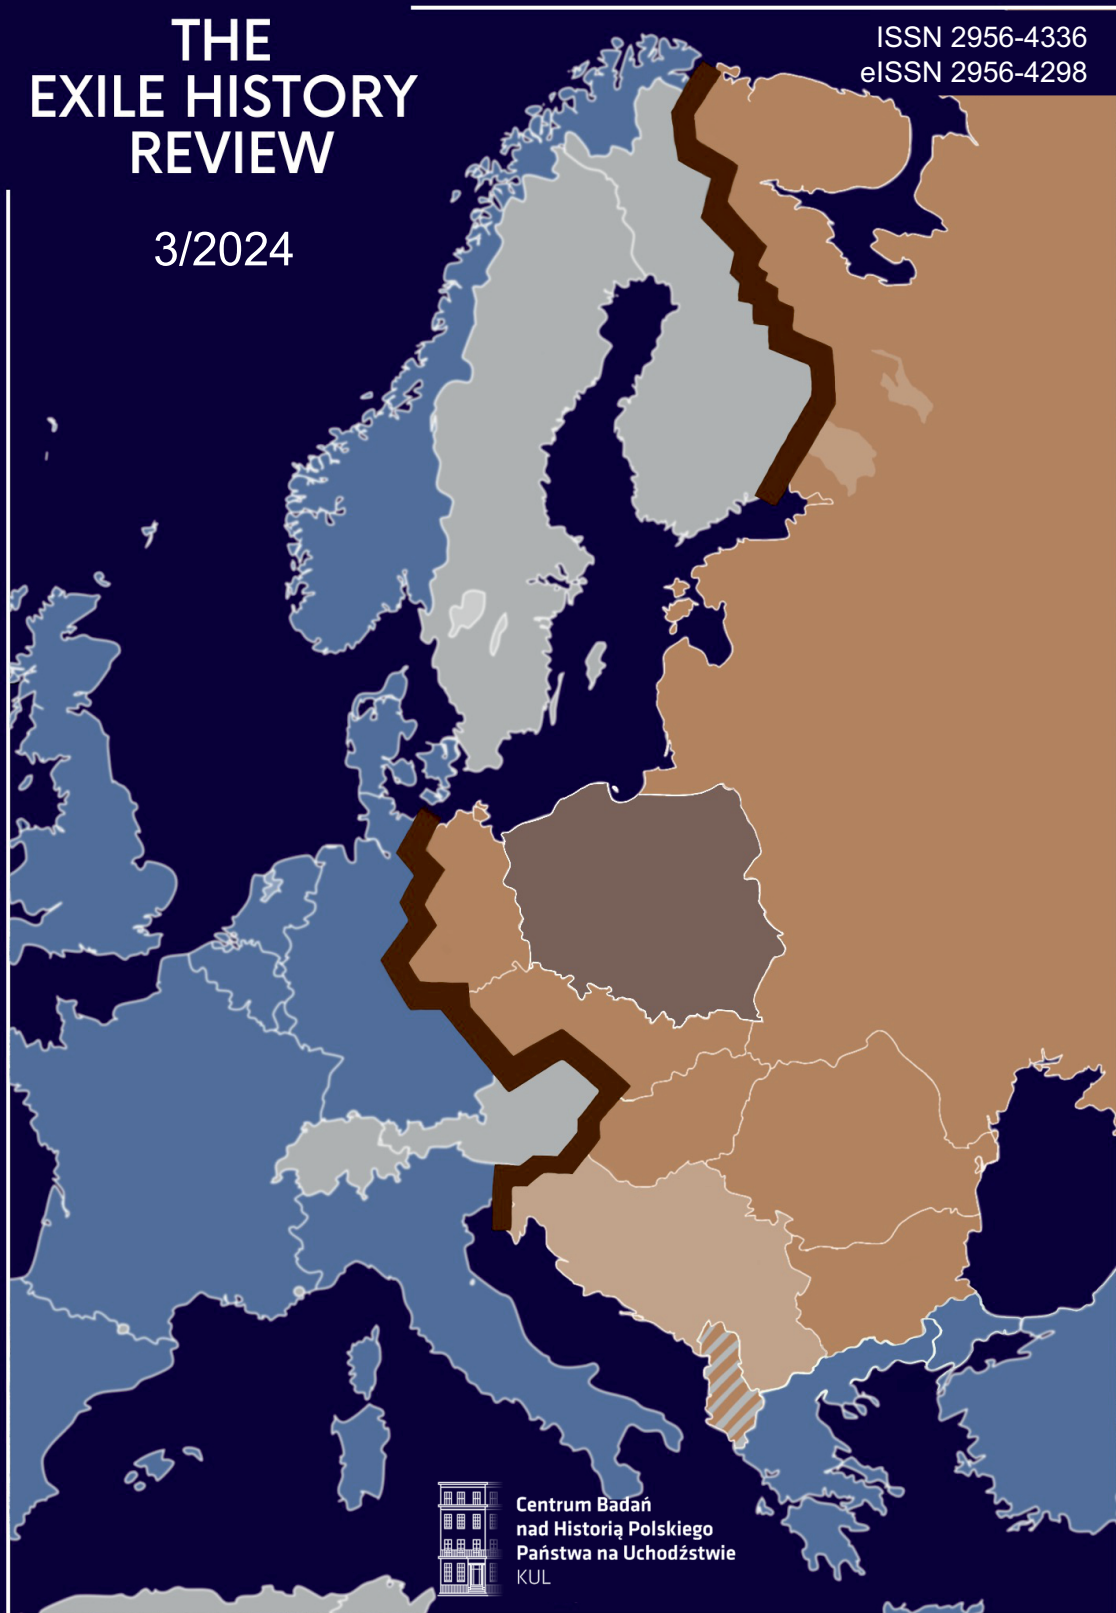 THE
EXILE HISTORY
REVIEW
3/2024
ISSN 2956-4336
eISSN 2956-4298
Centrum Badań
nad Historią Polskiego
Państwa na Uchodźstwie
KUL